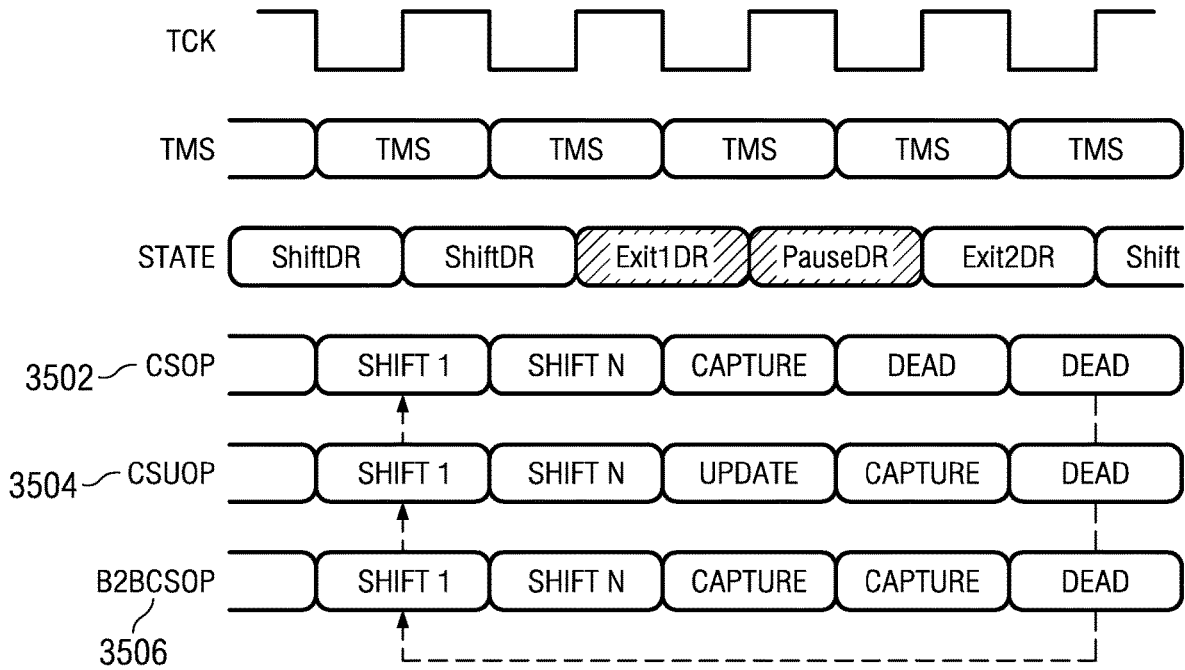 TCK
TMS TMS TMS TMS TMS TMS
STATE ShiftDR ShiftDR Exit1DR PauseDR Exit2DR Shift
3502 CSOP SHIFT 1 SHIFT N CAPTURE DEAD DEAD
3504 CSUOP SHIFT 1 SHIFT N UPDATE CAPTURE DEAD
B2BCSOP SHIFT 1 SHIFT N CAPTURE CAPTURE DEAD
3506